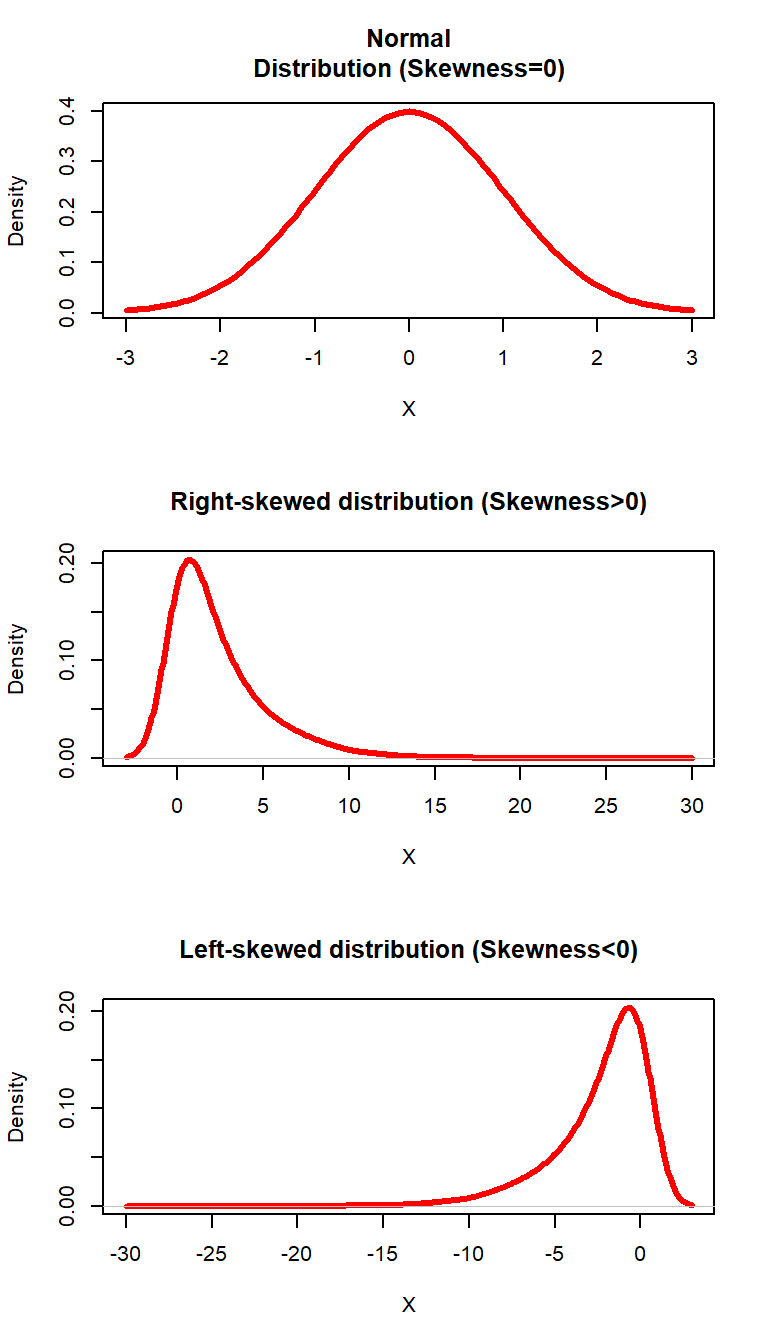 Normal
Distribution (Skewness=0)
Density
0.0 0.1 0.2 0.3 0.4
-3 -2 -1 0 1 2 3
X
Right-skewed distribution (Skewness>0)
Density
0.00 0.10 0.20
0 5 10 15 20 25 30
X
Left-skewed distribution (Skewness<0)
Density
0.00 0.10 0.20
-30 -25 -20 -15 -10 -5 0
X